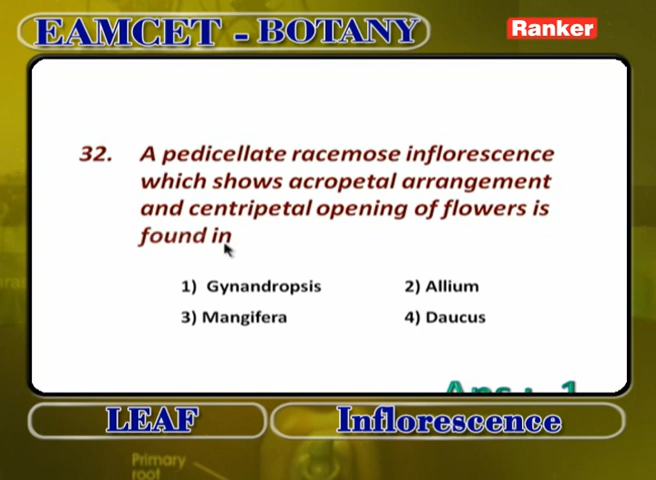 EAMCET - BOTANY
Ranker
32. A pedicellate racemose inflorescence
which shows acropetal arrangement
and centripetal opening of flowers is
found in
1) Gynandropsis 2) Allium
3) Mangifera 4) Daucus
Ans : 1
LEAF Inflorescence
Primary
root